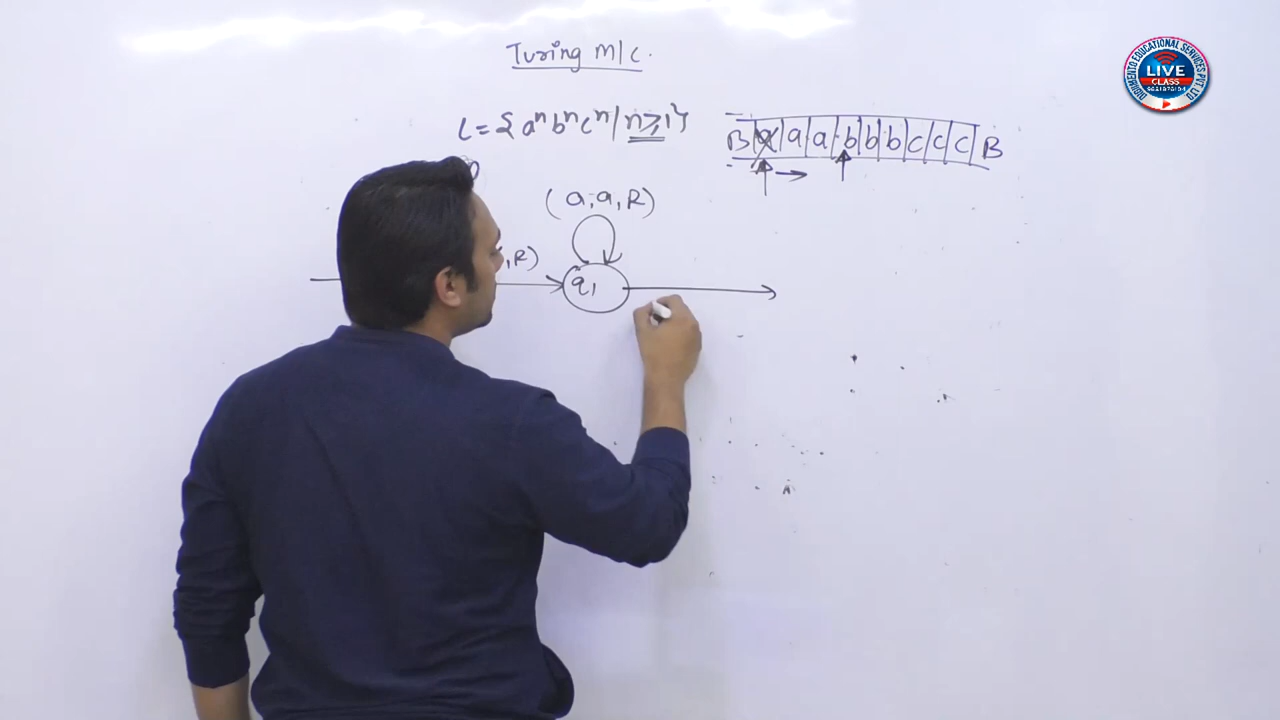 Turing M/c.
L = { aⁿ bⁿ cⁿ | n ≥ 1 }
B a a a b b b c c c B
(a, a, R)
, R)
q₁
LIVE
CLASS